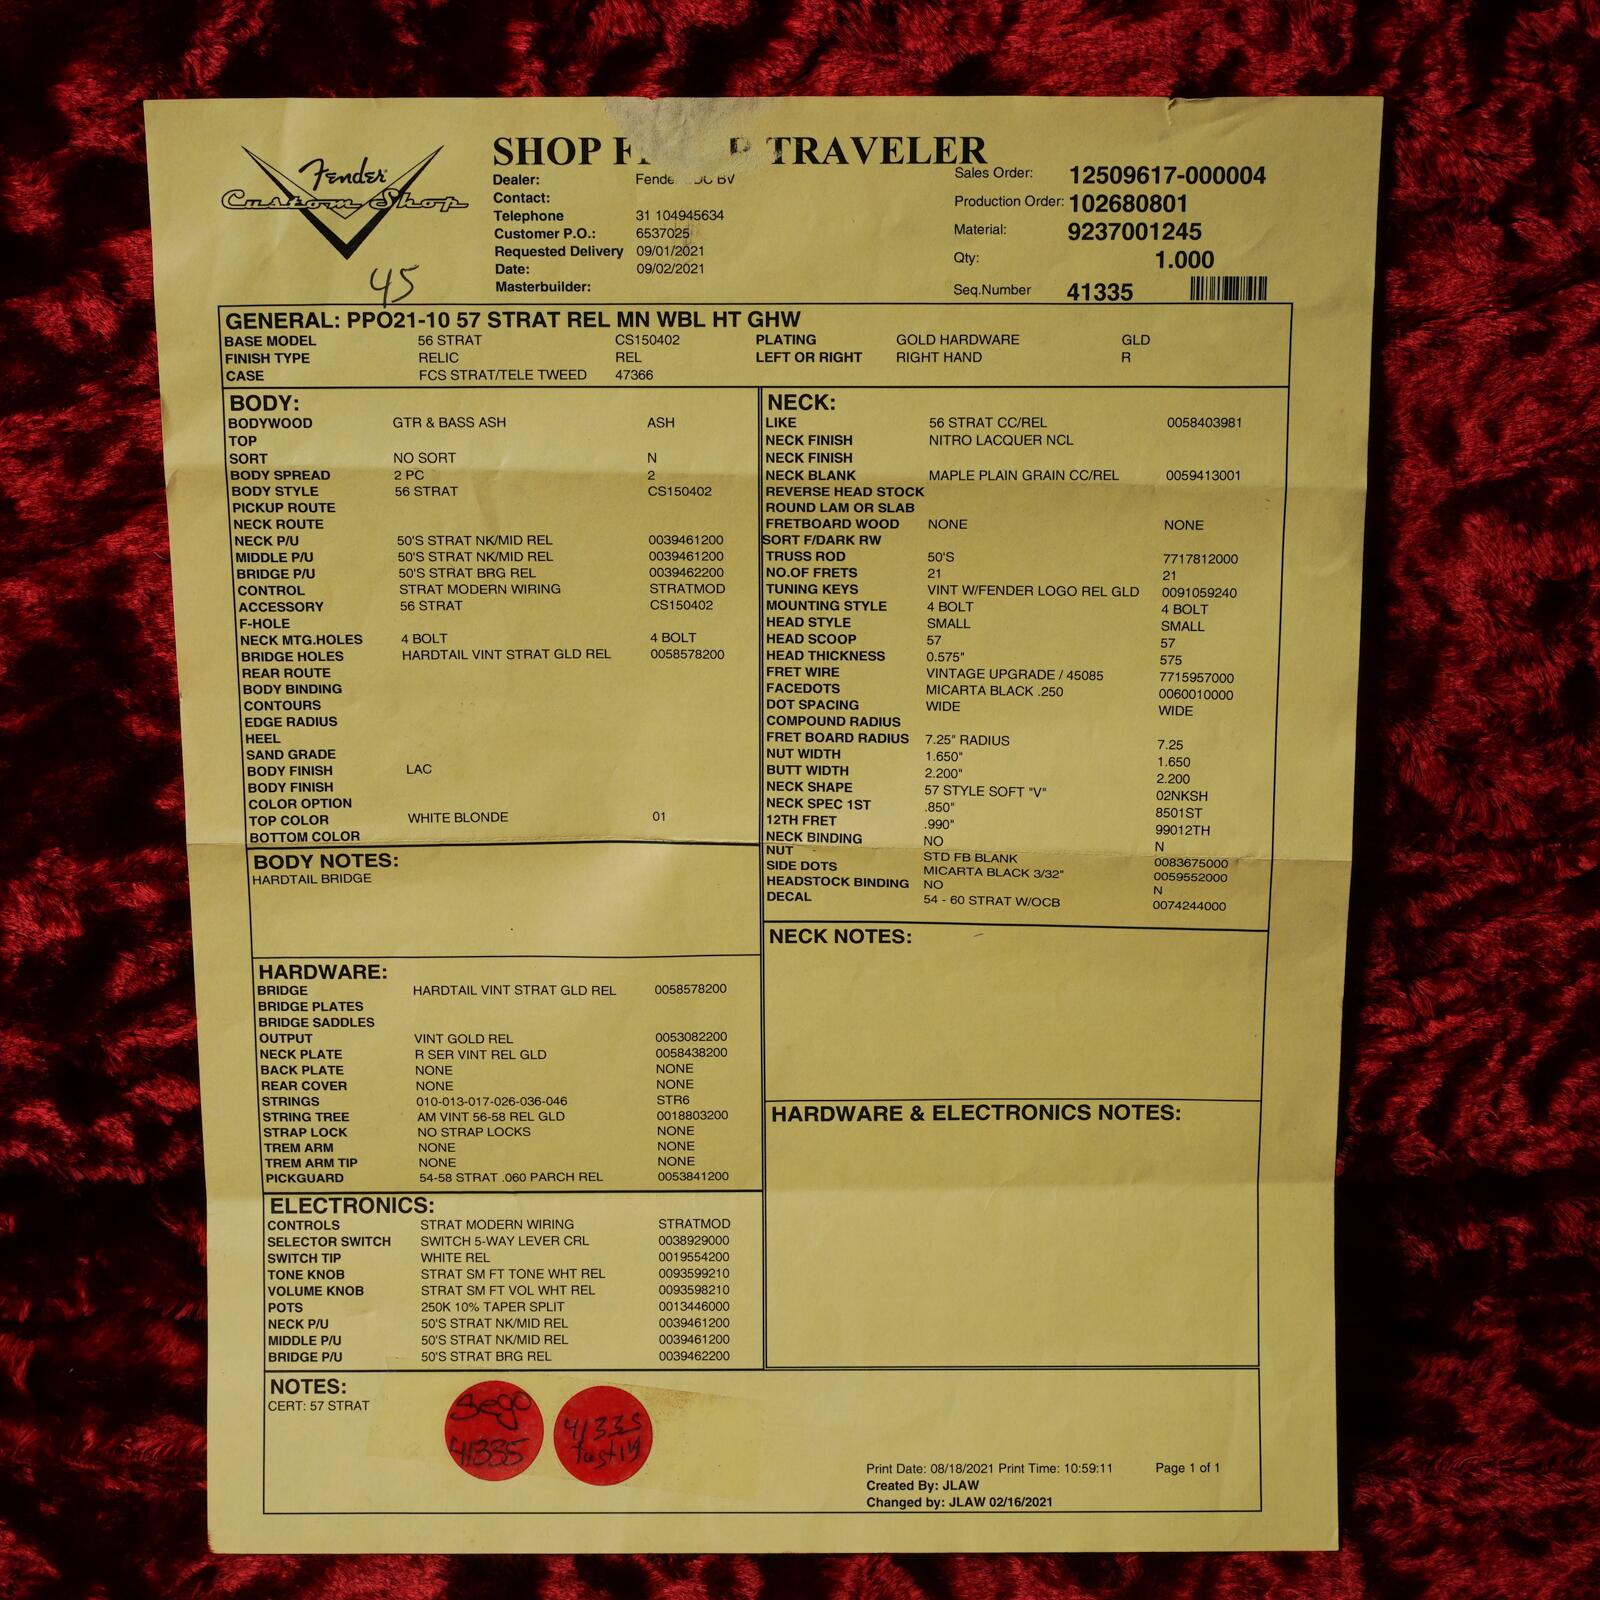 Fender
Custom Shop
45
SHOP TRAVELER
Dealer: BV
Contact:
Telephone 31 104945634
Customer P.O.: 6537025
Requested Delivery 09/01/2021
Date: 09/02/2021
Masterbuilder:
Sales Order: 12509617-000004
Production Order: 102680801
Material: 9237001245
Qty: 1.000
Seq.Number 41335
GENERAL: PPO21-10 57 STRAT REL MN WBL HT GHW
BASE MODEL 56 STRAT CS150402 PLATING GOLD HARDWARE GLD
FINISH TYPE RELIC REL LEFT OR RIGHT RIGHT HAND R
CASE FCS STRAT/TELE TWEED 47366
BODY:
BODYWOOD GTR & BASS ASH ASH
TOP
SORT NO SORT N
BODY SPREAD 2 PC 2
BODY STYLE 56 STRAT CS150402
PICKUP ROUTE
NECK ROUTE
NECK P/U 50'S STRAT NK/MID REL 0039461200
MIDDLE P/U 50'S STRAT NK/MID REL 0039461200
BRIDGE P/U 50'S STRAT BRG REL 0039462200
CONTROL STRAT MODERN WIRING STRATMOD
ACCESSORY 56 STRAT CS150402
F-HOLE
NECK MTG.HOLES 4 BOLT 4 BOLT
BRIDGE HOLES HARDTAIL VINT STRAT GLD REL 0058578200
REAR ROUTE
BODY BINDING
CONTOURS
EDGE RADIUS
HEEL
SAND GRADE
BODY FINISH LAC
BODY FINISH
COLOR OPTION
TOP COLOR WHITE BLONDE 01
BOTTOM COLOR
BODY NOTES:
HARDTAIL BRIDGE
HARDWARE:
BRIDGE HARDTAIL VINT STRAT GLD REL 0058578200
BRIDGE PLATES
BRIDGE SADDLES
OUTPUT VINT GOLD REL 0053082200
NECK PLATE R SER VINT REL GLD 0058438200
BACK PLATE NONE NONE
REAR COVER NONE NONE
STRINGS 010-013-017-026-036-046 STR6
STRING TREE AM VINT 56-58 REL GLD 0018803200
STRAP LOCK NO STRAP LOCKS NONE
TREM ARM NONE NONE
TREM ARM TIP NONE NONE
PICKGUARD 54-58 STRAT .060 PARCH REL 0053841200
ELECTRONICS:
CONTROLS STRAT MODERN WIRING STRATMOD
SELECTOR SWITCH SWITCH 5-WAY LEVER CRL 0038929000
SWITCH TIP WHITE REL 0019554200
TONE KNOB STRAT SM FT TONE WHT REL 0093599210
VOLUME KNOB STRAT SM FT VOL WHT REL 0093598210
POTS 250K 10% TAPER SPLIT 0013446000
NECK P/U 50'S STRAT NK/MID REL 0039461200
MIDDLE P/U 50'S STRAT NK/MID REL 0039461200
BRIDGE P/U 50'S STRAT BRG REL 0039462200
NECK:
LIKE 56 STRAT CC/REL 0058403981
NECK FINISH NITRO LACQUER NCL
NECK FINISH
NECK BLANK MAPLE PLAIN GRAIN CC/REL 0059413001
REVERSE HEAD STOCK
ROUND LAM OR SLAB
FRETBOARD WOOD NONE NONE
SORT F/DARK RW
TRUSS ROD 50'S 7717812000
NO.OF FRETS 21 21
TUNING KEYS VINT W/FENDER LOGO REL GLD 0091059240
MOUNTING STYLE 4 BOLT 4 BOLT
HEAD STYLE SMALL SMALL
HEAD SCOOP 57 57
HEAD THICKNESS 0.575" 575
FRET WIRE VINTAGE UPGRADE / 45085 7715957000
FACEDOTS MICARTA BLACK .250 0060010000
DOT SPACING WIDE WIDE
COMPOUND RADIUS
FRET BOARD RADIUS 7.25" RADIUS 7.25
NUT WIDTH 1.650" 1.650
BUTT WIDTH 2.200" 2.200
NECK SHAPE 57 STYLE SOFT "V" 02NKSH
NECK SPEC 1ST .850" 8501ST
12TH FRET .990" 99012TH
NECK BINDING NO N
NUT STD FB BLANK 0083675000
SIDE DOTS MICARTA BLACK 3/32" 0059552000
HEADSTOCK BINDING NO N
DECAL 54 - 60 STRAT W/OCB 0074244000
NECK NOTES:
HARDWARE & ELECTRONICS NOTES:
NOTES:
CERT: 57 STRAT
41335
41335
Print Date: 08/18/2021 Print Time: 10:59:11 Page 1 of 1
Created By: JLAW
Changed by: JLAW 02/16/2021